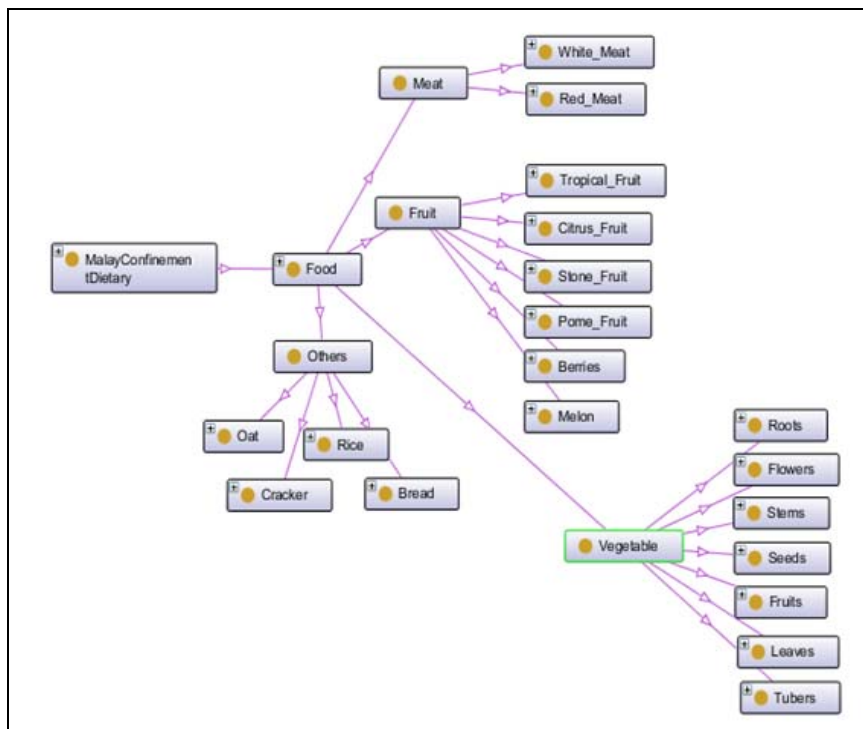 White_Meat
Meat
Red_Meat
Tropical_Fruit
Fruit
Citrus_Fruit
MalayConfinemen
tDietary
Food
Stone_Fruit
Pome_Fruit
Others
Berries
Melon
Oat
Rice
Roots
Cracker
Bread
Flowers
Stems
Vegetable
Seeds
Fruits
Leaves
Tubers